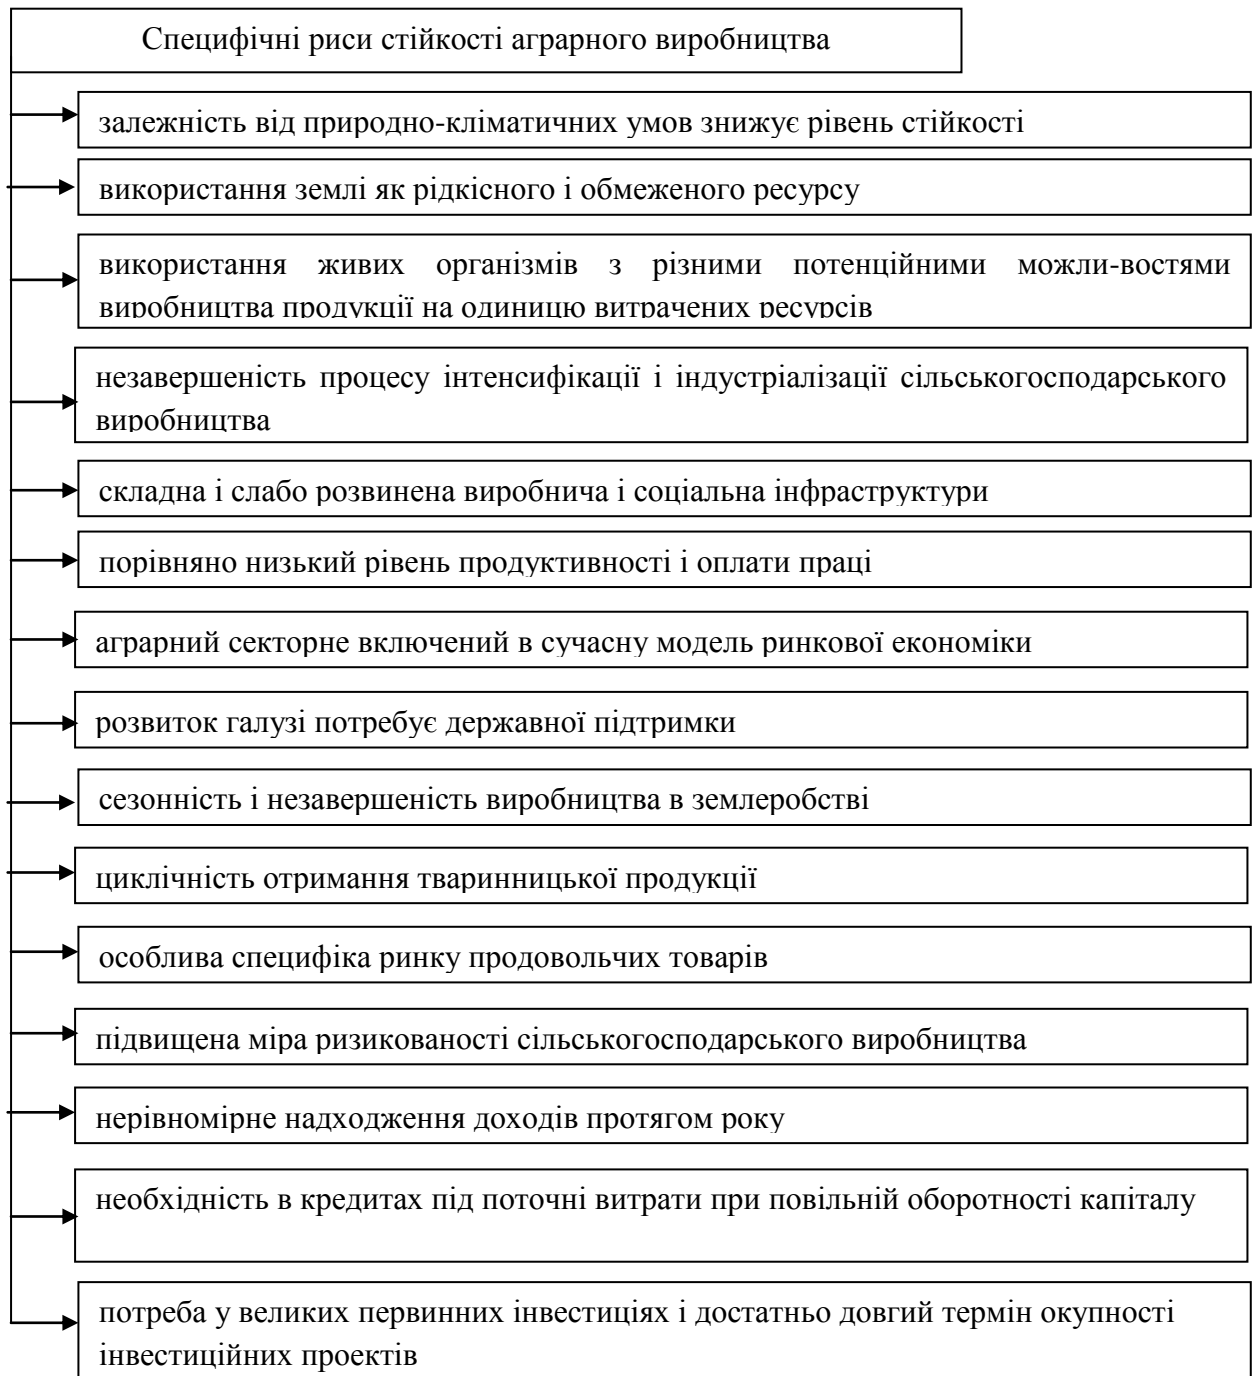 Специфічні риси стійкості аграрного виробництва
залежність від природно-кліматичних умов знижує рівень стійкості
використання землі як рідкісного і обмеженого ресурсу
використання живих організмів з різними потенційними можли-востями
виробництва продукції на одиницю витрачених ресурсів
незавершеність процесу інтенсифікації і індустріалізації сільськогосподарського
виробництва
складна і слабо розвинена виробнича і соціальна інфраструктури
порівняно низький рівень продуктивності і оплати праці
аграрний секторне включений в сучасну модель ринкової економіки
розвиток галузі потребує державної підтримки
сезонність і незавершеність виробництва в землеробстві
циклічність отримання тваринницької продукції
особлива специфіка ринку продовольчих товарів
підвищена міра ризикованості сільськогосподарського виробництва
нерівномірне надходження доходів протягом року
необхідність в кредитах під поточні витрати при повільній оборотності капіталу
потреба у великих первинних інвестиціях і достатньо довгий термін окупності
інвестиційних проектів